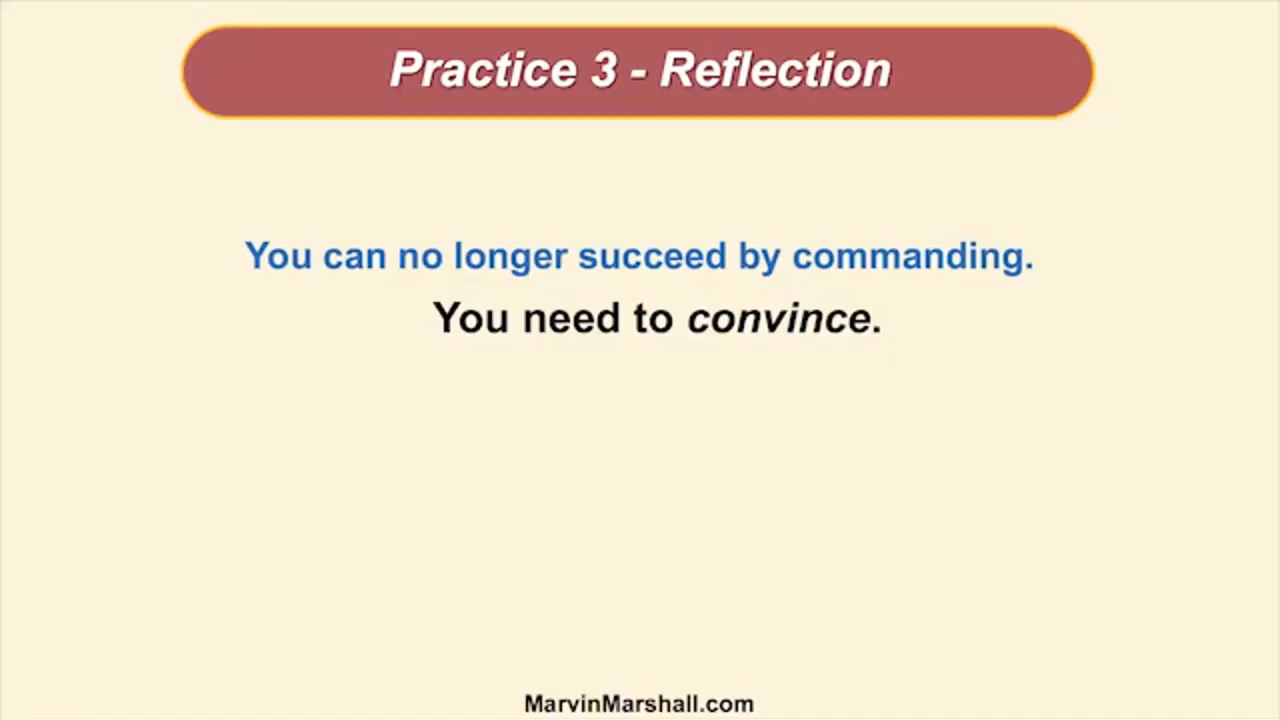 Practice 3 - Reflection
You can no longer succeed by commanding.
You need to convince.
MarvinMarshall.com